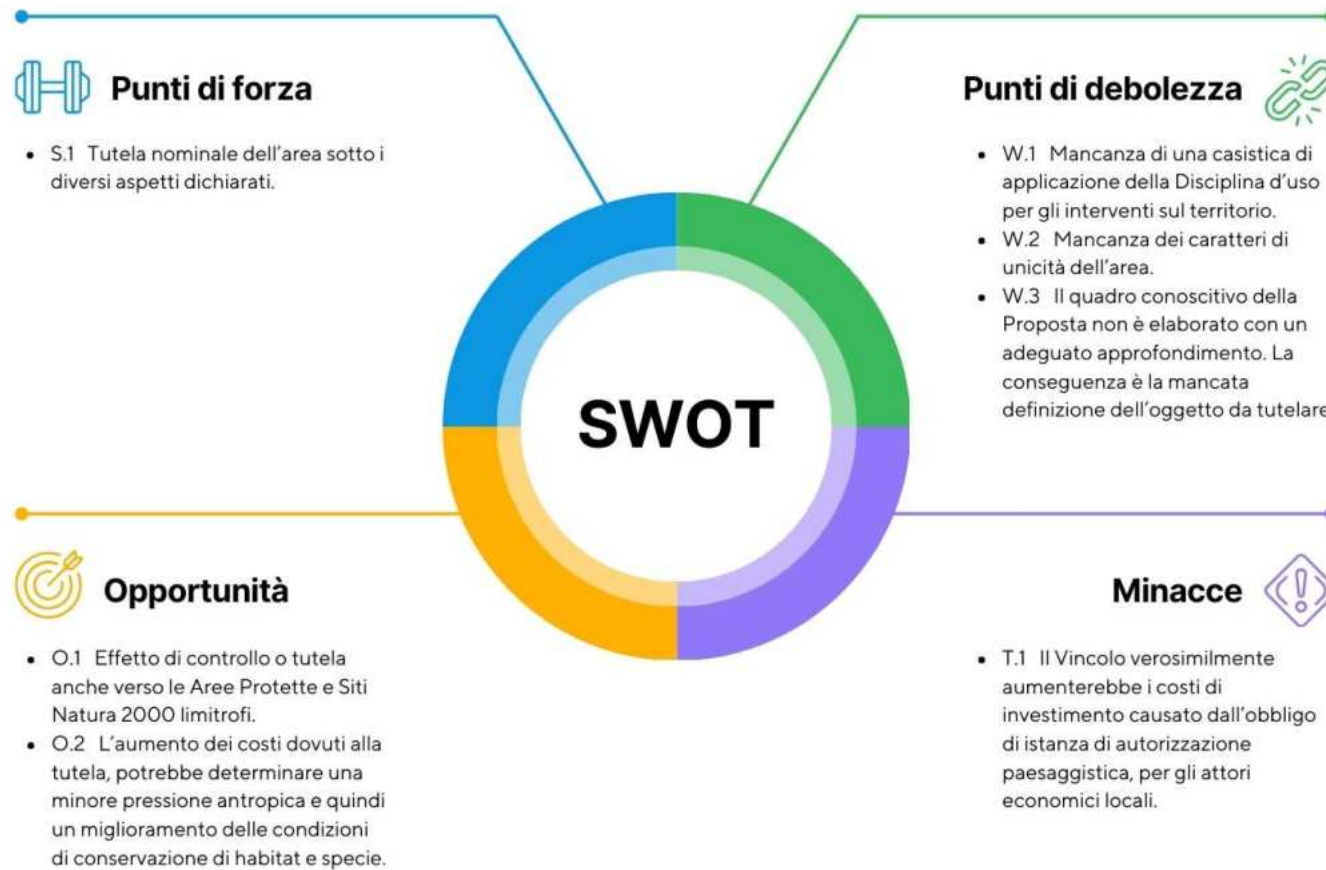 Punti di forza
• S.1 Tutela nominale dell'area sotto i
diversi aspetti dichiarati.
Punti di debolezza
• W.1 Mancanza di una casistica di
applicazione della Disciplina d'uso
per gli interventi sul territorio.
• W.2 Mancanza dei caratteri di
unicità dell'area.
• W.3 Il quadro conoscitivo della
Proposta non è elaborato con un
adeguato approfondimento. La
conseguenza è la mancata
definizione dell'oggetto da tutelare
SWOT
Opportunità
• O.1 Effetto di controllo o tutela
anche verso le Aree Protette e Siti
Natura 2000 limitrofi.
• O.2 L'aumento dei costi dovuti alla
tutela, potrebbe determinare una
minore pressione antropica e quindi
un miglioramento delle condizioni
di conservazione di habitat e specie.
Minacce
• T.1 Il Vincolo verosimilmente
aumenterebbe i costi di
investimento causato dall'obbligo
di istanza di autorizzazione
paesaggistica, per gli attori
economici locali.